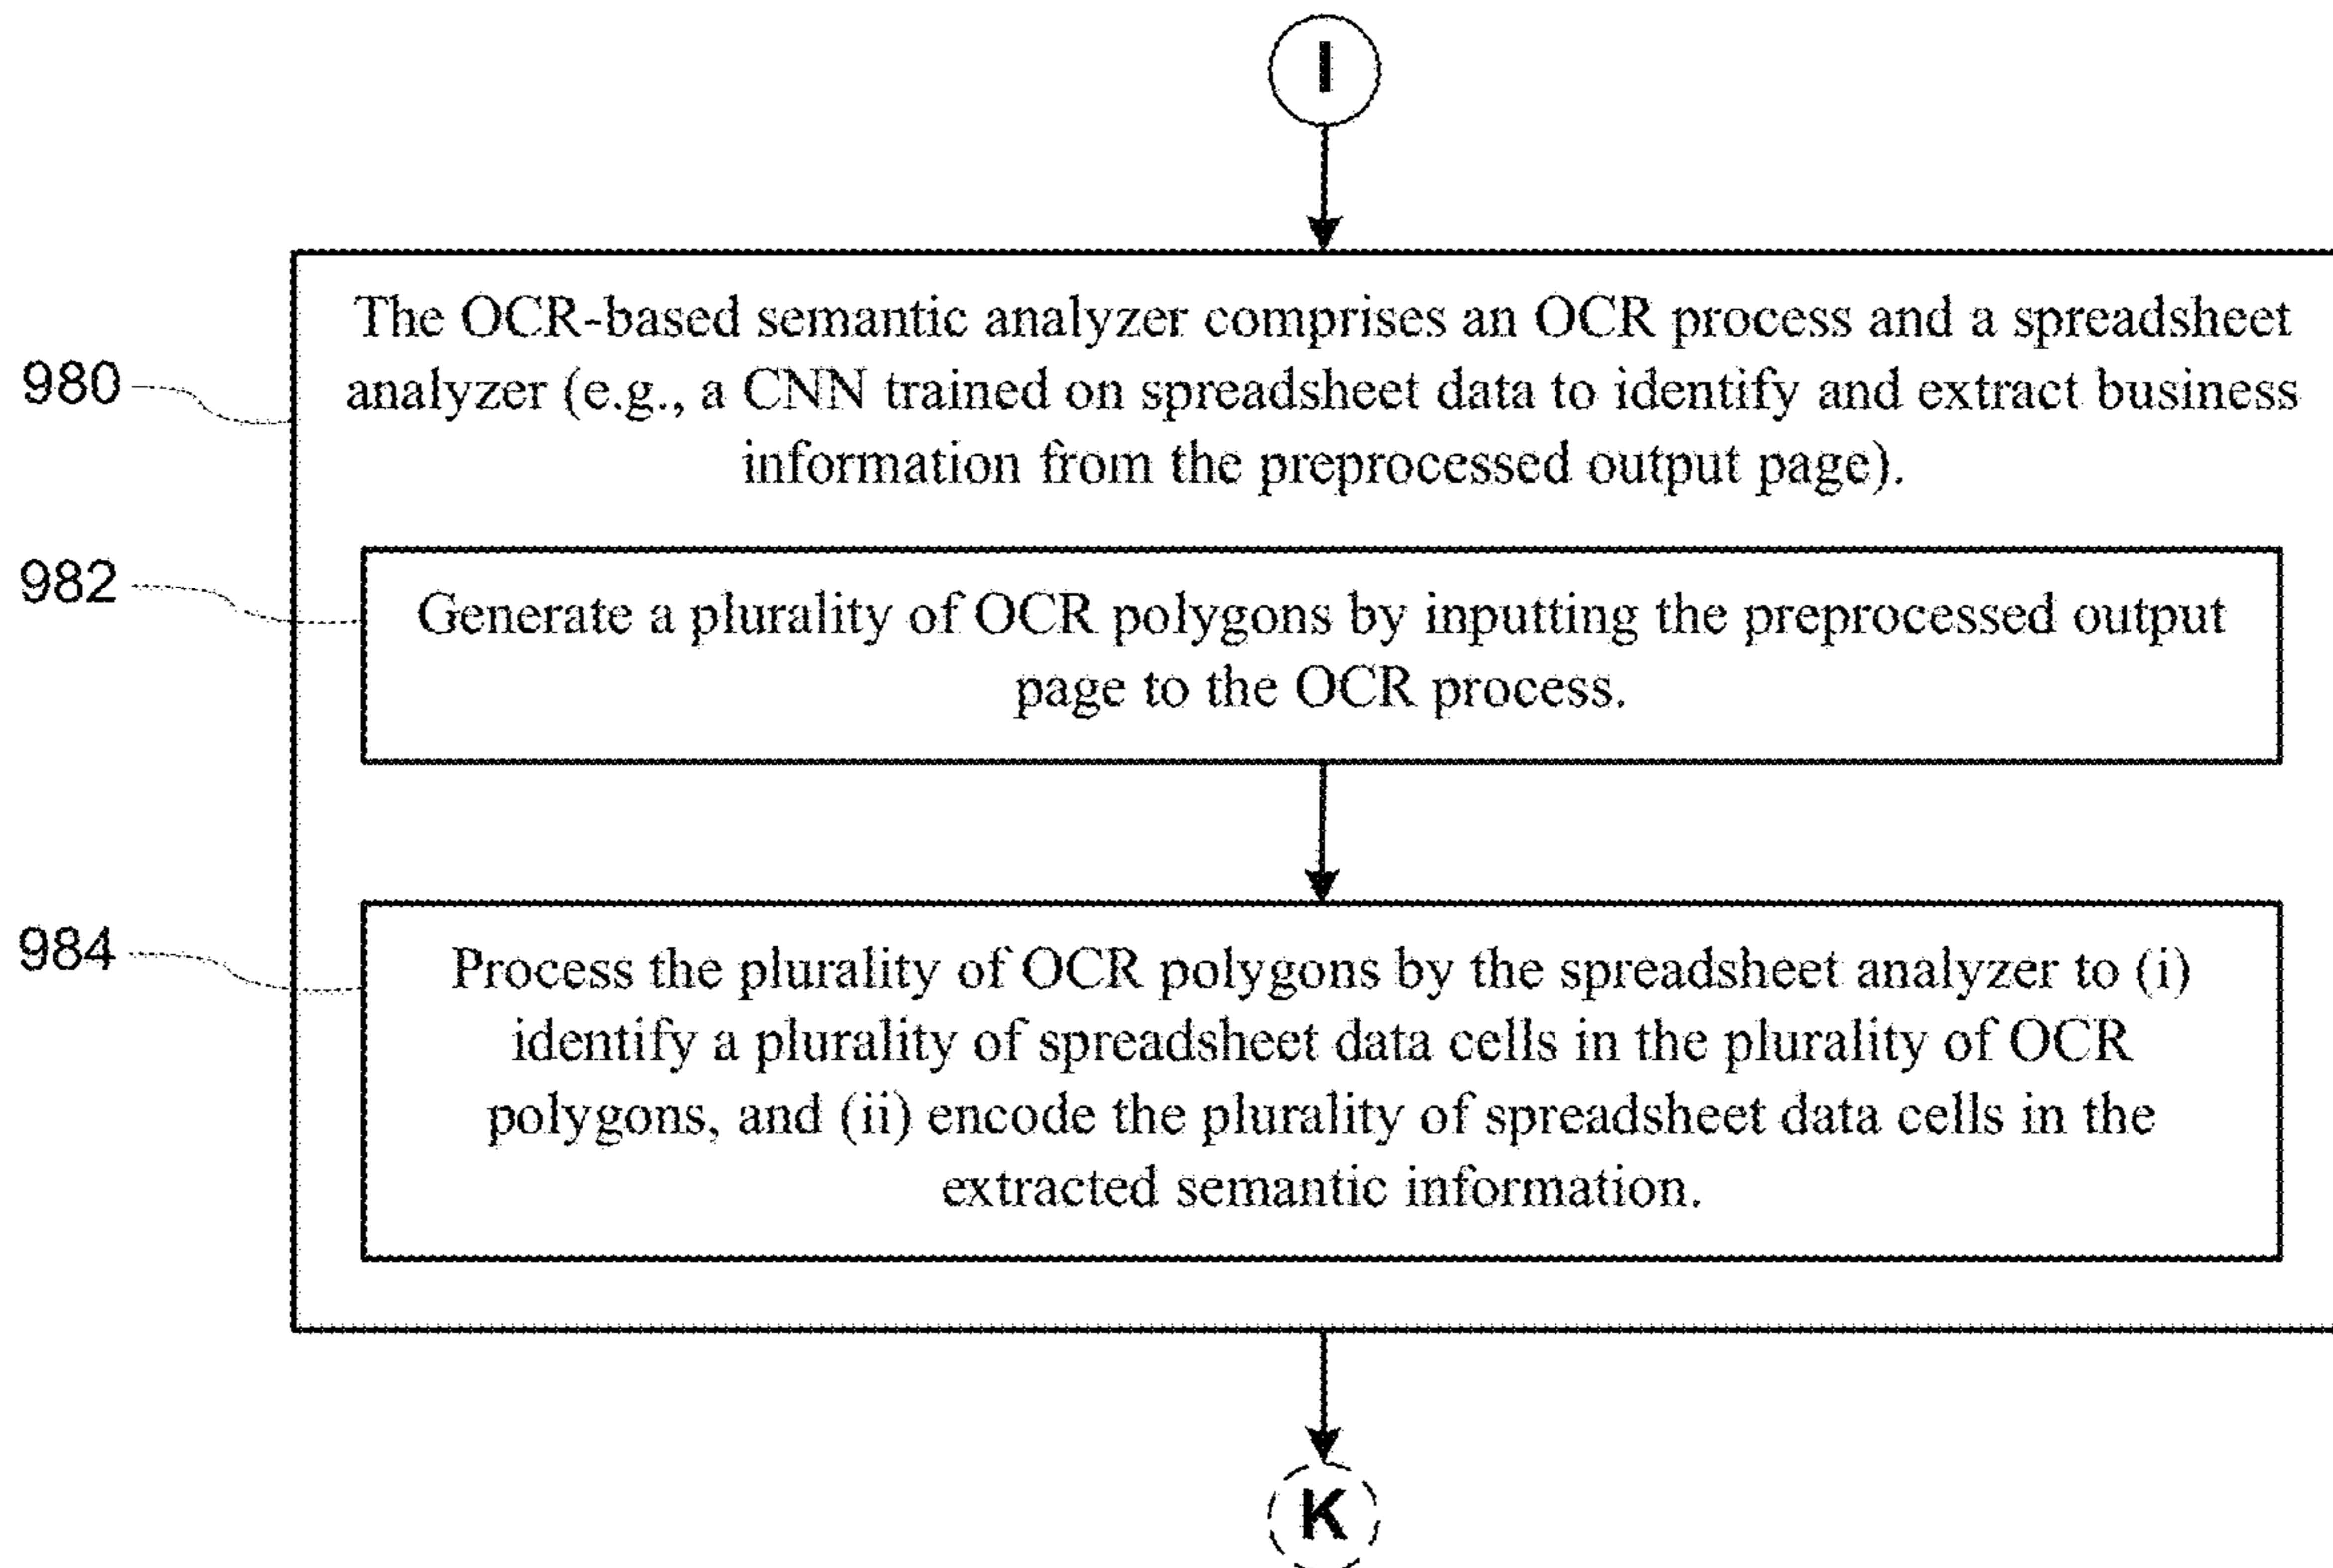 I
The OCR-based semantic analyzer comprises an OCR process and a spreadsheet
980
analyzer (e.g., a CNN trained on spreadsheet data to identify and extract business
information from the preprocessed output page).
982
Generate a plurality of OCR polygons by inputting the preprocessed output
page to the OCR process.
984
Process the plurality of OCR polygons by the spreadsheet analyzer to (i)
identify a plurality of spreadsheet data cells in the plurality of OCR
polygons, and (ii) encode the plurality of spreadsheet data cells in the
extracted semantic information.
K